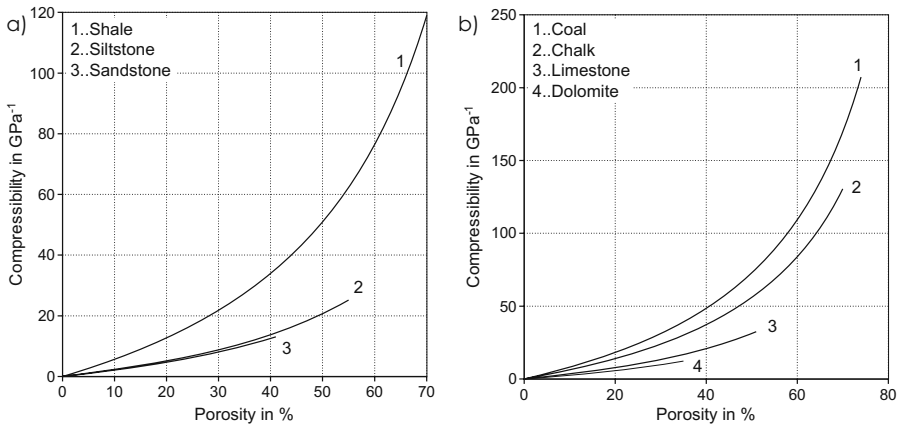 a)
1..Shale
2..Siltstone
3..Sandstone
Compressibility in GPa⁻¹
120
100
80
60
40
20
0
1
2
3
0 10 20 30 40 50 60 70
Porosity in %
b)
1..Coal
2..Chalk
3..Limestone
4..Dolomite
Compressibility in GPa⁻¹
250
200
150
100
50
0
1
2
3
4
0 20 40 60 80
Porosity in %